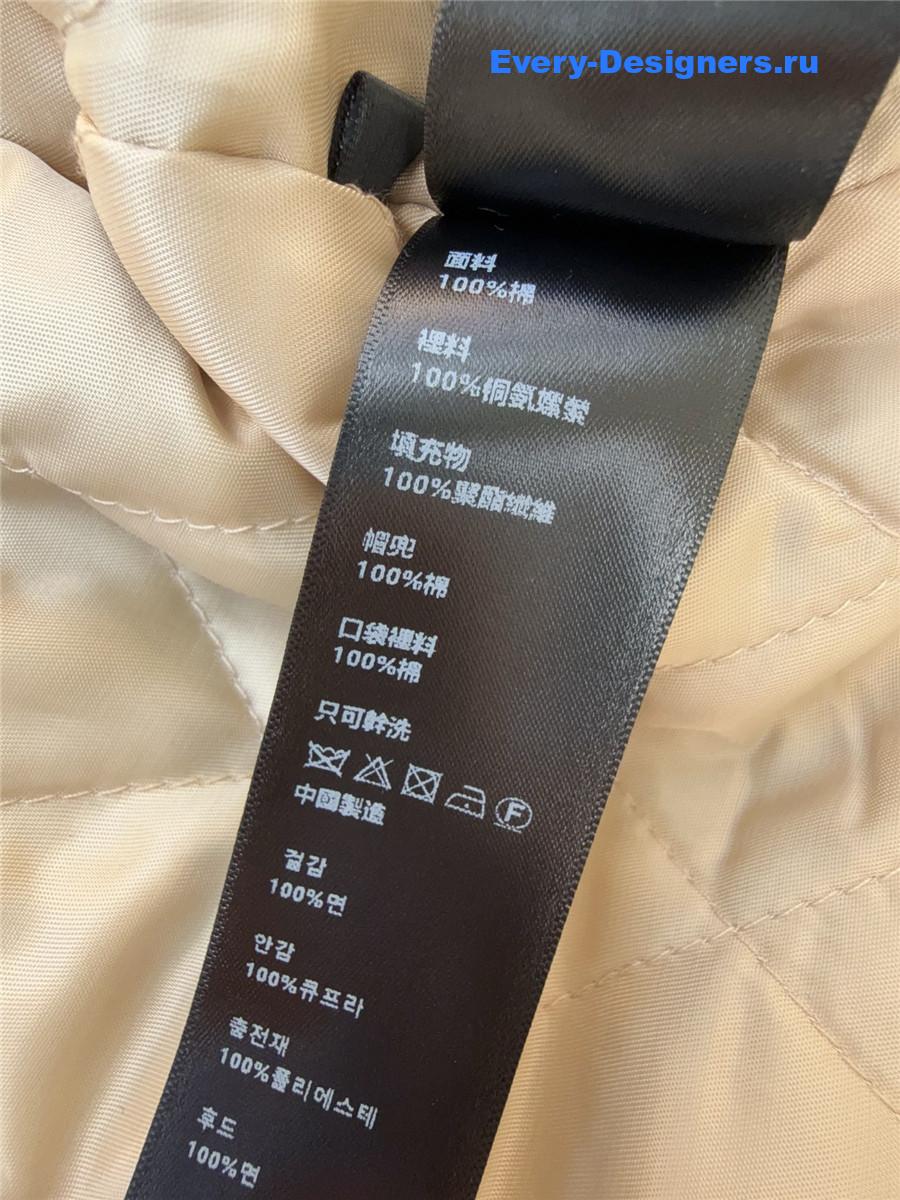 Every-Designers.ru
面料
100%棉
裡料
100%铜氨螺萦
填充物
100%聚酯纖維
帽兜
100%棉
口袋裡料
100%棉
只可幹洗
F
中國製造
겉감
100%면
안감
100%큐프라
충전재
100%폴리에스테
후드
100%면